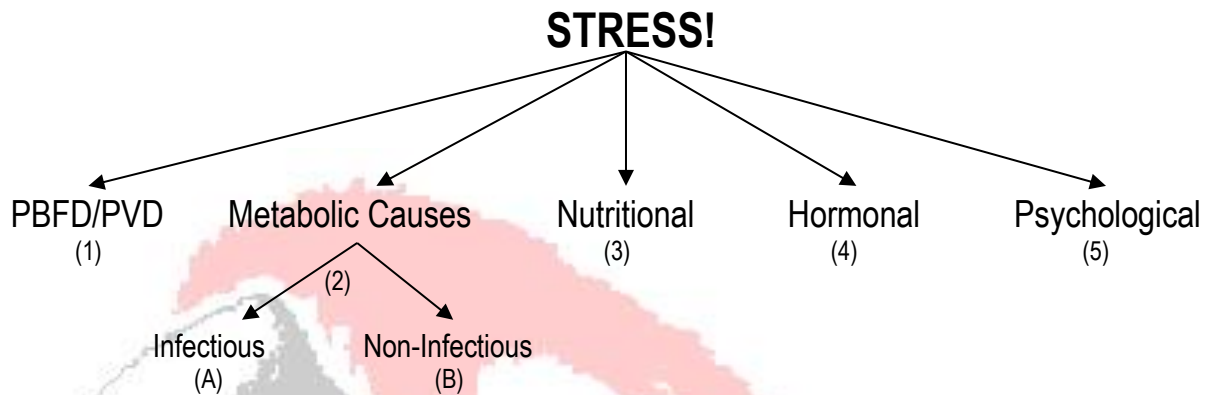 STRESS!
PBFD/PVD Metabolic Causes Nutritional Hormonal Psychological
(1) (2) (3) (4) (5)
Infectious Non-Infectious
(A) (B)